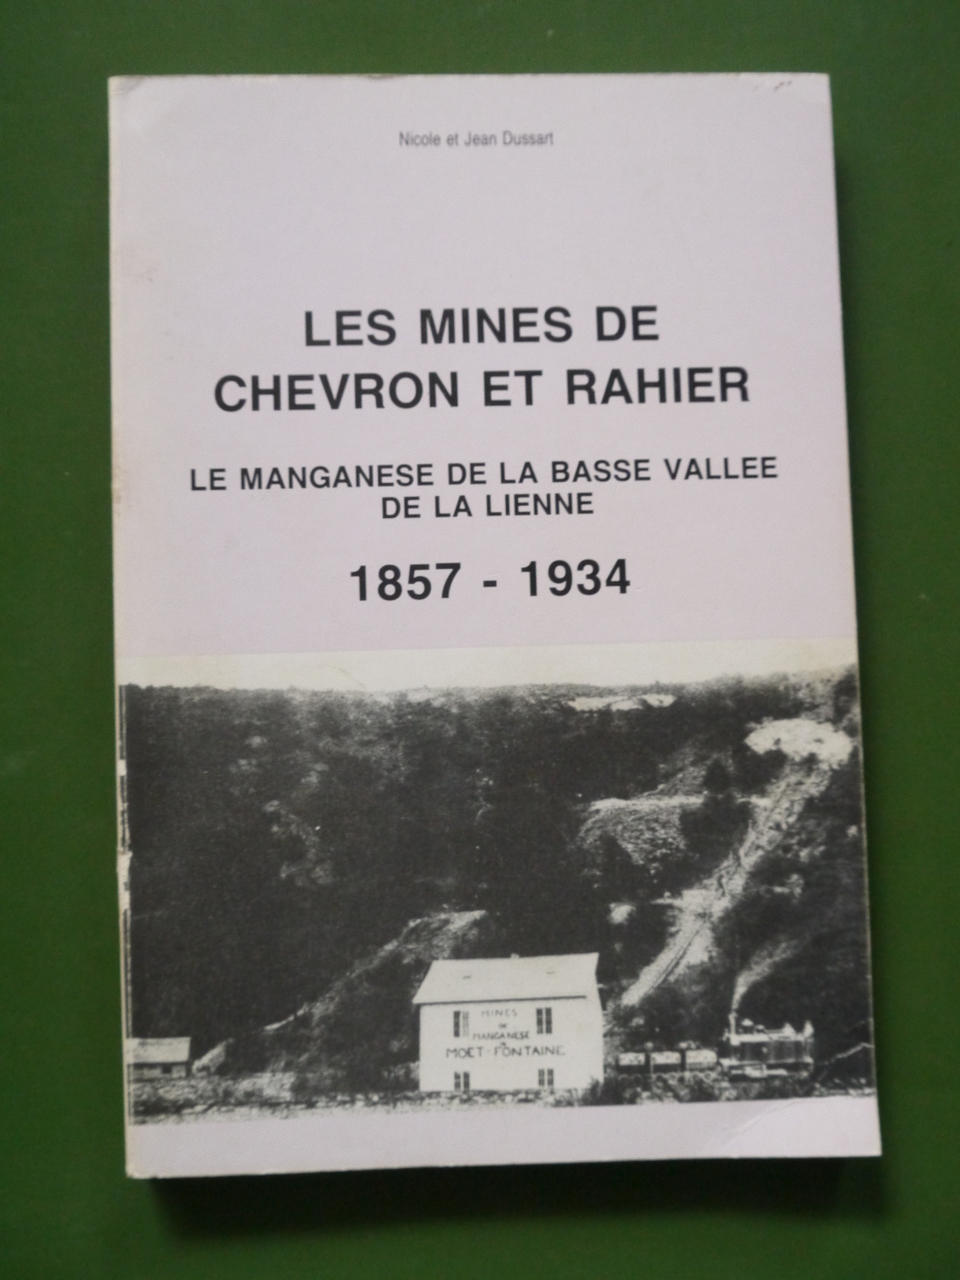 Nicole et Jean Dussart
LES MINES DE
CHEVRON ET RAHIER
LE MANGANESE DE LA BASSE VALLEE
DE LA LIENNE
1857 - 1934
MINES
DE
MANGANESE
MOET-FONTAINE